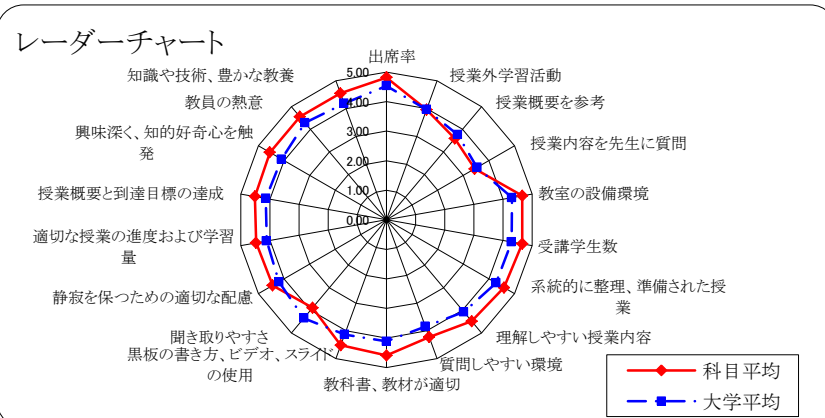 レーダーチャート
出席率
授業外学習活動
授業概要を参考
授業内容を先生に質問
教室の設備環境
受講学生数
系統的に整理、準備された授
業
理解しやすい授業内容
質問しやすい環境
教科書、教材が適切
黒板の書き方、ビデオ、スライド
の使用
聞き取りやすさ
静寂を保つための適切な配慮
適切な授業の進度および学習
量
授業概要と到達目標の達成
興味深く、知的好奇心を触
発
教員の熱意
知識や技術、豊かな教養
5.00
4.00
3.00
2.00
1.00
0.00
科目平均
大学平均